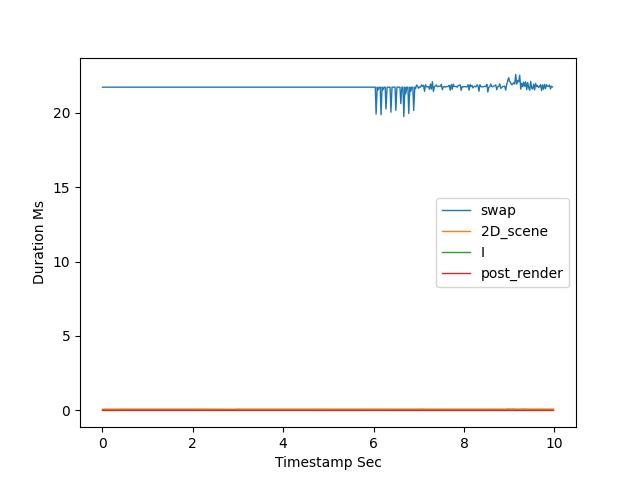 20
15
10
5
0
Duration Ms
swap
2D_scene
I
post_render
0
2
4
6
8
10
Timestamp Sec